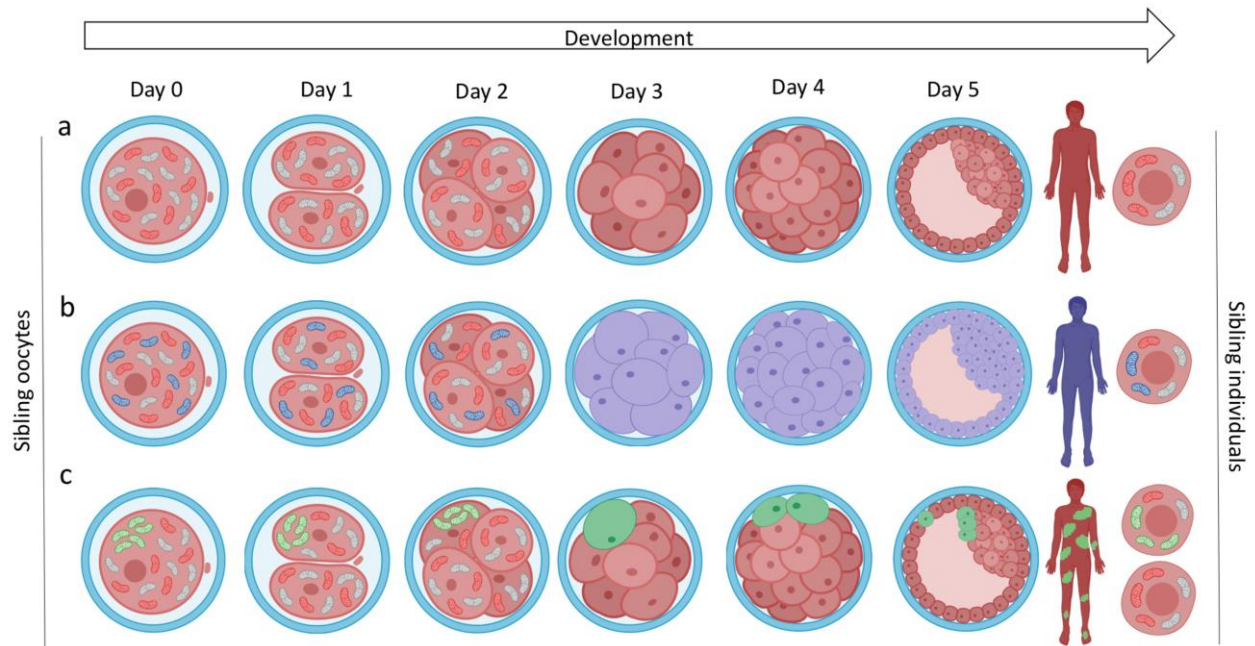 Development
Day 0 Day 1 Day 2 Day 3 Day 4 Day 5
a
b
c
Sibling oocytes
Sibling individuals